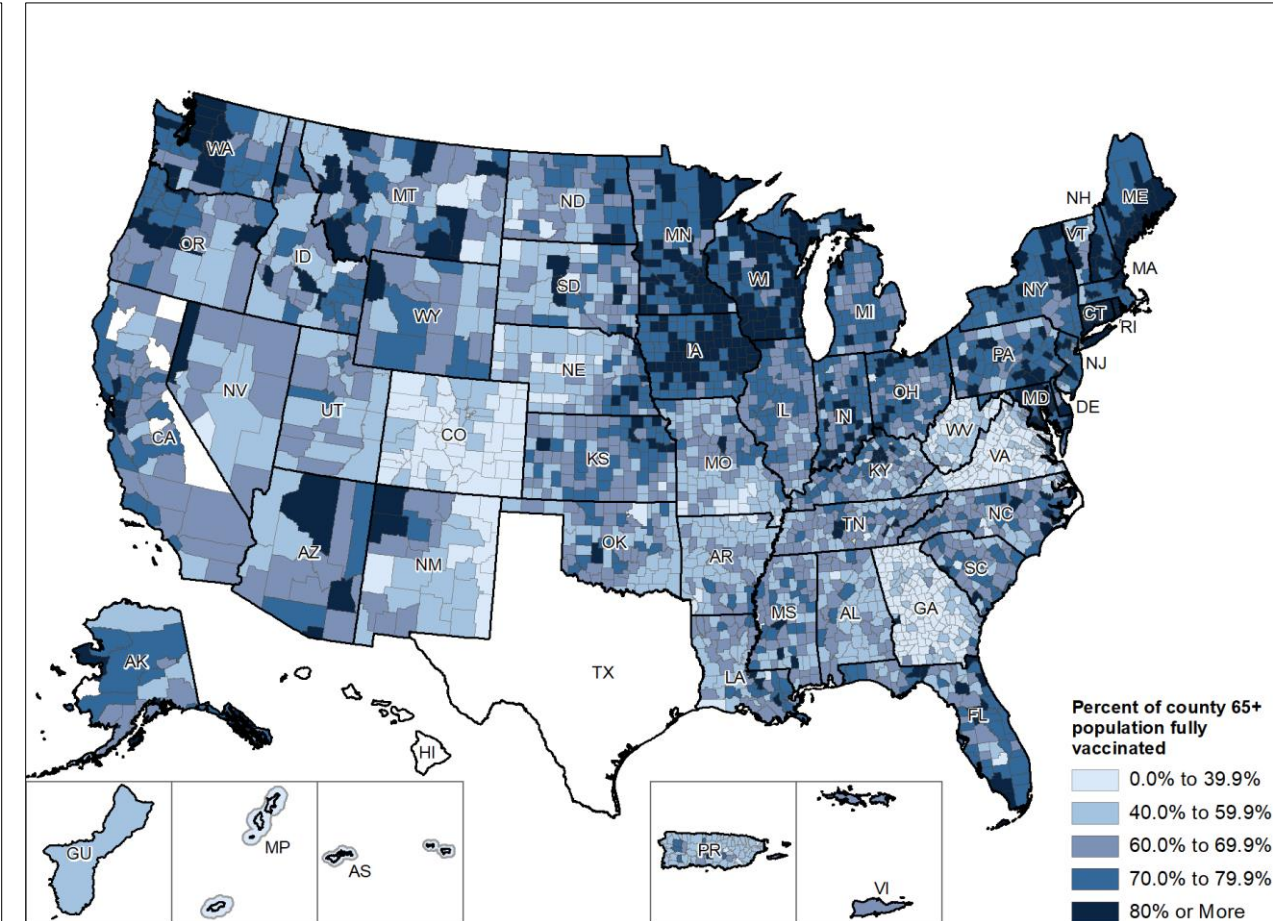 WA
MT
ND
MN
NH
ME
VT
OR
ID
SD
WI
NY
MA
WY
MI
CT
RI
IA
PA
NJ
NE
NV
UT
IL
IN
OH
MD
DE
CO
WV
CA
KS
MO
KY
VA
TN
NC
AZ
NM
OK
AR
SC
MS
AL
GA
AK
TX
LA
FL
HI
Percent of county 65+
population fully
vaccinated
0.0% to 39.9%
40.0% to 59.9%
60.0% to 69.9%
70.0% to 79.9%
80% or More
GU
MP
AS
PR
VI